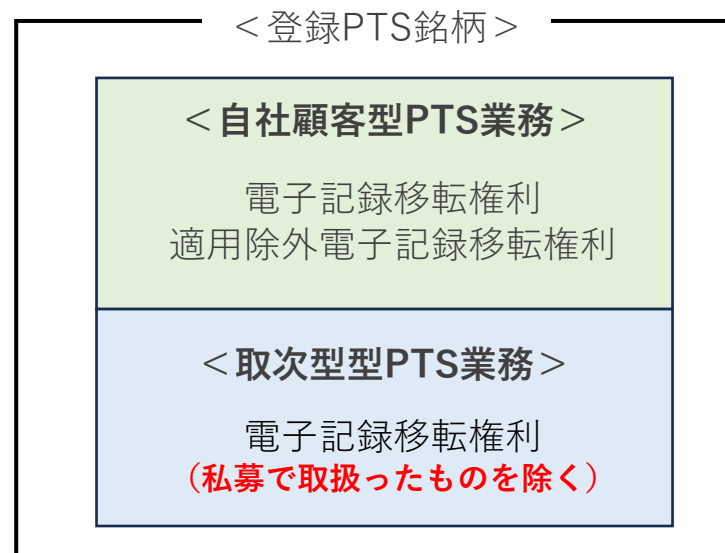 ＜登録PTS銘柄＞
＜自社顧客型PTS業務＞
電子記録移転権利
適用除外電子記録移転権利
＜取次型型PTS業務＞
電子記録移転権利
（私募で取扱ったものを除く）